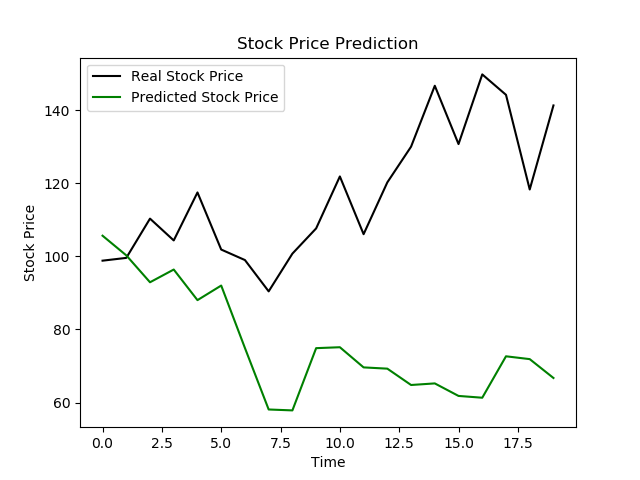 Stock Price Prediction
Real Stock Price
Predicted Stock Price
Stock Price
140
120
100
80
60
0.0 2.5 5.0 7.5 10.0 12.5 15.0 17.5
Time